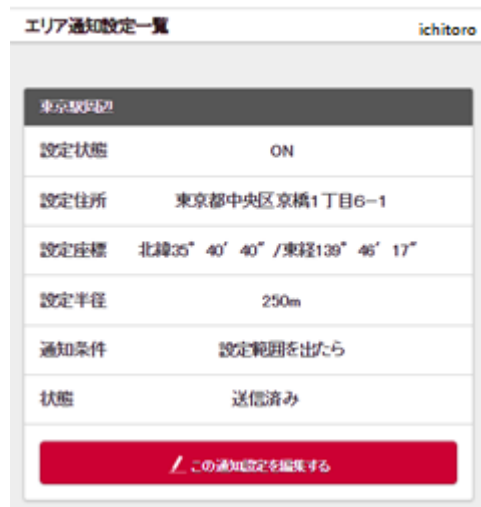 エリア通知設定一覧
ichitoro
東京駅周辺
設定状態 ON
設定住所 東京都中央区京橋1丁目6-1
設定座標 北緯35° 40′ 40″ /東経139° 46′ 17″
設定半径 250m
通知条件 設定範囲を出たら
状態 送信済み
この通知設定を編集する